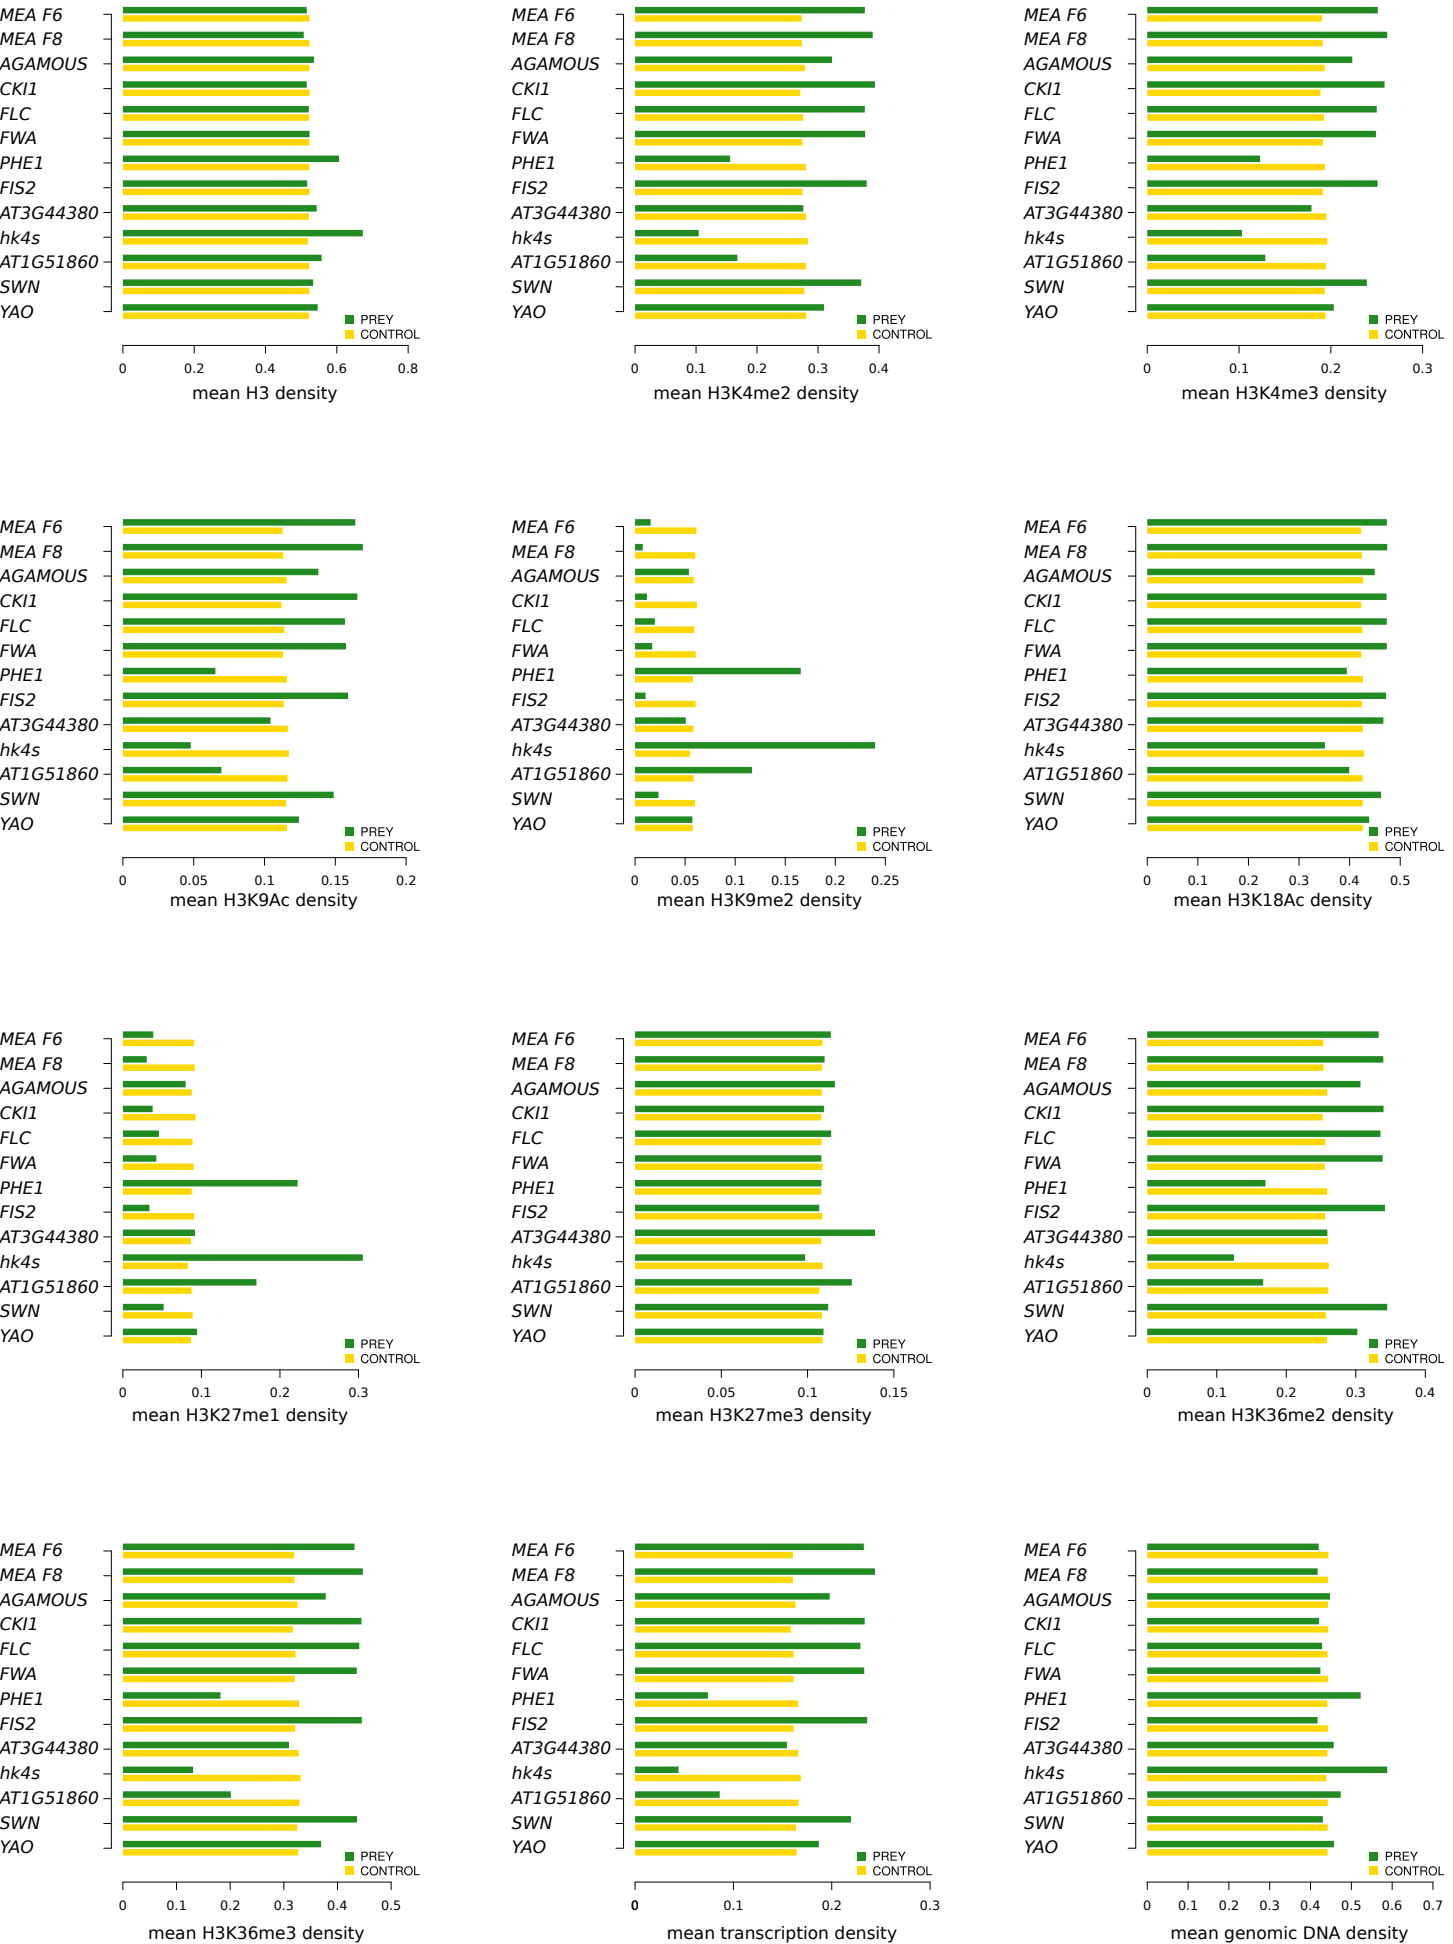 MEA F6
MEA F8
AGAMOUS
CKI1
FLC
FWA
PHE1
FIS2
AT3G44380
hk4s
AT1G51860
SWN
YAO
PREY
CONTROL
0 0.2 0.4 0.6 0.8
mean H3 density
MEA F6
MEA F8
AGAMOUS
CKI1
FLC
FWA
PHE1
FIS2
AT3G44380
hk4s
AT1G51860
SWN
YAO
PREY
CONTROL
0 0.1 0.2 0.3 0.4
mean H3K4me2 density
MEA F6
MEA F8
AGAMOUS
CKI1
FLC
FWA
PHE1
FIS2
AT3G44380
hk4s
AT1G51860
SWN
YAO
PREY
CONTROL
0 0.1 0.2 0.3
mean H3K4me3 density
MEA F6
MEA F8
AGAMOUS
CKI1
FLC
FWA
PHE1
FIS2
AT3G44380
hk4s
AT1G51860
SWN
YAO
PREY
CONTROL
0 0.05 0.1 0.15 0.2
mean H3K9Ac density
MEA F6
MEA F8
AGAMOUS
CKI1
FLC
FWA
PHE1
FIS2
AT3G44380
hk4s
AT1G51860
SWN
YAO
PREY
CONTROL
0 0.05 0.1 0.15 0.2 0.25
mean H3K9me2 density
MEA F6
MEA F8
AGAMOUS
CKI1
FLC
FWA
PHE1
FIS2
AT3G44380
hk4s
AT1G51860
SWN
YAO
PREY
CONTROL
0 0.1 0.2 0.3 0.4 0.5
mean H3K18Ac density
MEA F6
MEA F8
AGAMOUS
CKI1
FLC
FWA
PHE1
FIS2
AT3G44380
hk4s
AT1G51860
SWN
YAO
PREY
CONTROL
0 0.1 0.2 0.3
mean H3K27me1 density
MEA F6
MEA F8
AGAMOUS
CKI1
FLC
FWA
PHE1
FIS2
AT3G44380
hk4s
AT1G51860
SWN
YAO
PREY
CONTROL
0 0.05 0.1 0.15
mean H3K27me3 density
MEA F6
MEA F8
AGAMOUS
CKI1
FLC
FWA
PHE1
FIS2
AT3G44380
hk4s
AT1G51860
SWN
YAO
PREY
CONTROL
0 0.1 0.2 0.3 0.4
mean H3K36me2 density
MEA F6
MEA F8
AGAMOUS
CKI1
FLC
FWA
PHE1
FIS2
AT3G44380
hk4s
AT1G51860
SWN
YAO
PREY
CONTROL
0 0.1 0.2 0.3 0.4 0.5
mean H3K36me3 density
MEA F6
MEA F8
AGAMOUS
CKI1
FLC
FWA
PHE1
FIS2
AT3G44380
hk4s
AT1G51860
SWN
YAO
PREY
CONTROL
0 0.1 0.2 0.3
mean transcription density
MEA F6
MEA F8
AGAMOUS
CKI1
FLC
FWA
PHE1
FIS2
AT3G44380
hk4s
AT1G51860
SWN
YAO
PREY
CONTROL
0 0.1 0.2 0.3 0.4 0.5 0.6 0.7
mean genomic DNA density